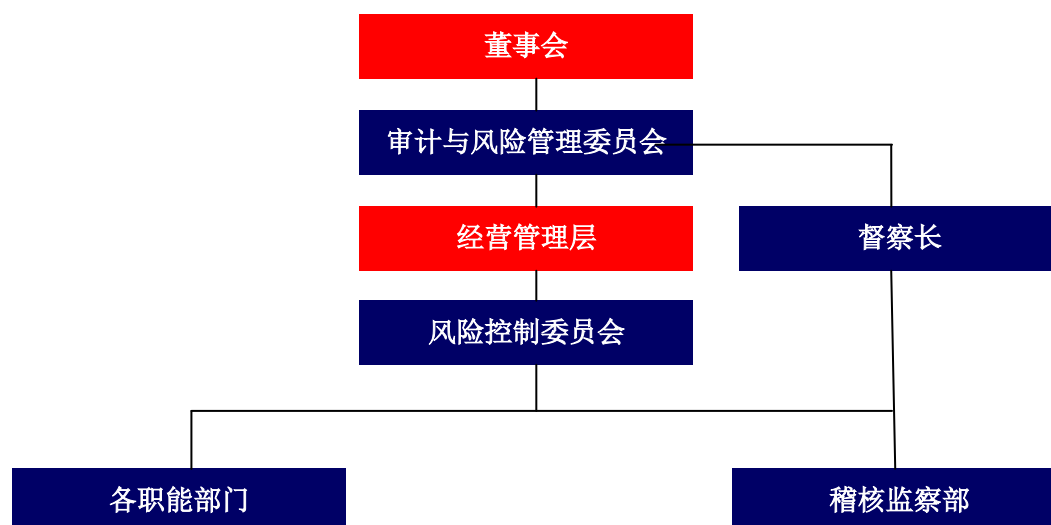 董事会
审计与风险管理委员会
经营管理层
督察长
风险控制委员会
各职能部门
稽核监察部